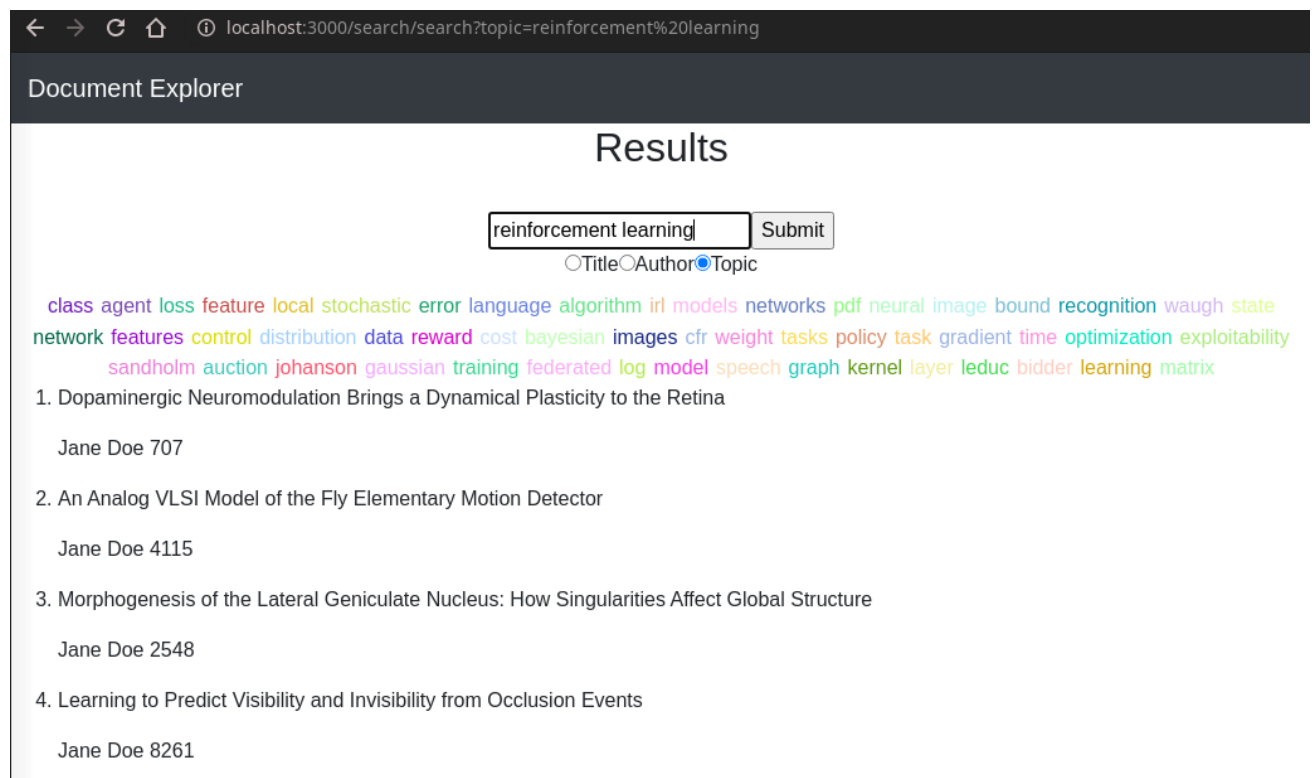 localhost:3000/search/search?topic=reinforcement%20learning
Document Explorer
Results
reinforcement learning Submit
Title Author Topic
class agent loss feature local stochastic error language algorithm irl models networks pdf neural image bound recognition waugh state
network features control distribution data reward cost bayesian images cfr weight tasks policy task gradient time optimization exploitability
sandholm auction johanson gaussian training federated log model speech graph kernel layer leduc bidder learning matrix
1. Dopaminergic Neuromodulation Brings a Dynamical Plasticity to the Retina
Jane Doe 707
2. An Analog VLSI Model of the Fly Elementary Motion Detector
Jane Doe 4115
3. Morphogenesis of the Lateral Geniculate Nucleus: How Singularities Affect Global Structure
Jane Doe 2548
4. Learning to Predict Visibility and Invisibility from Occlusion Events
Jane Doe 8261